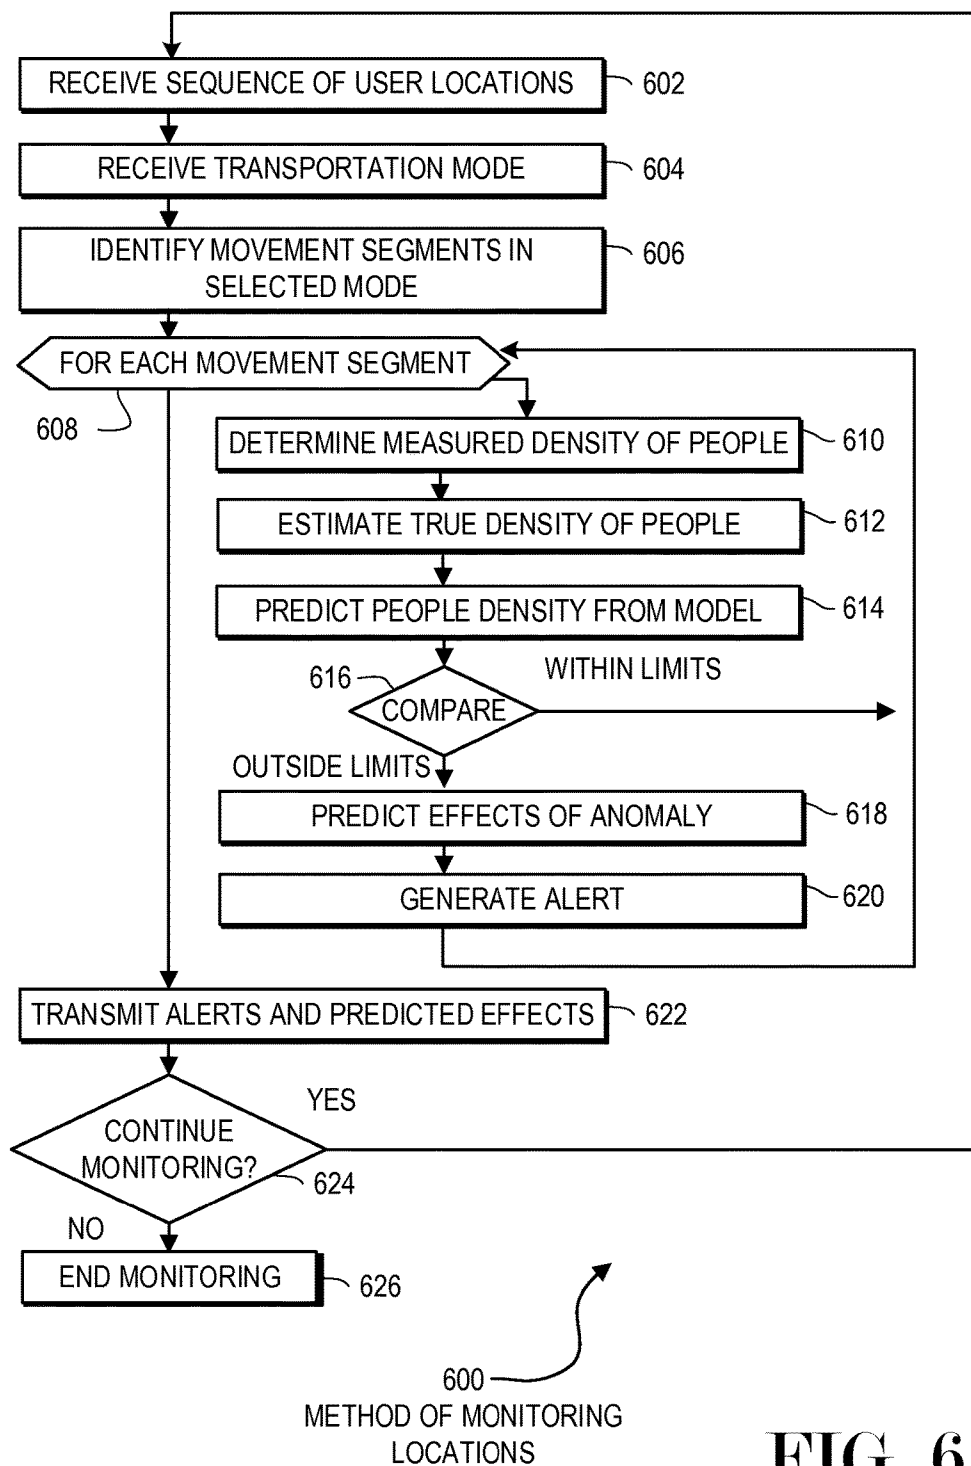 RECEIVE SEQUENCE OF USER LOCATIONS
602
RECEIVE TRANSPORTATION MODE
604
IDENTIFY MOVEMENT SEGMENTS IN
SELECTED MODE
606
FOR EACH MOVEMENT SEGMENT
608
DETERMINE MEASURED DENSITY OF PEOPLE
610
ESTIMATE TRUE DENSITY OF PEOPLE
612
PREDICT PEOPLE DENSITY FROM MODEL
614
616
COMPARE
WITHIN LIMITS
OUTSIDE LIMITS
PREDICT EFFECTS OF ANOMALY
618
GENERATE ALERT
620
TRANSMIT ALERTS AND PREDICTED EFFECTS
622
CONTINUE
MONITORING?
YES
624
NO
END MONITORING
626
600
METHOD OF MONITORING
LOCATIONS
FIG. 6